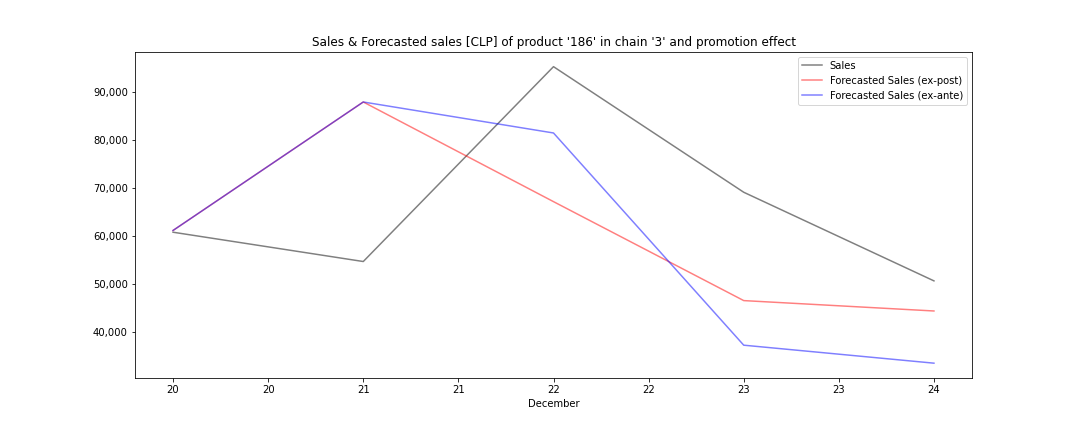 Sales & Forecasted sales [CLP] of product '186' in chain '3' and promotion effect
Sales
Forecasted Sales (ex-post)
Forecasted Sales (ex-ante)
90,000
80,000
70,000
60,000
50,000
40,000
20 20 21 21 22 22 23 23 24
December